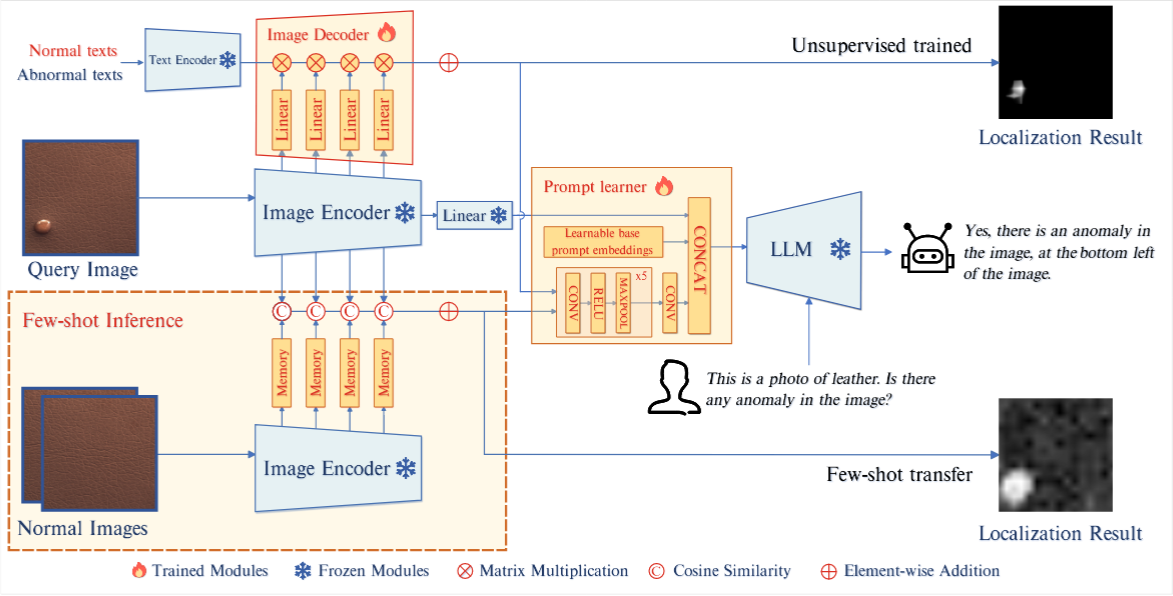 Normal texts
Abnormal texts
Text Encoder
Image Decoder
Linear
Linear
Linear
Linear
Unsupervised trained
Localization Result
Query Image
Image Encoder
Linear
Prompt learner
Learnable base
prompt embeddings
CONV
RELU
MAXPOOL
x5
CONV
CONCAT
LLM
Yes, there is an anomaly in
the image, at the bottom left
of the image.
Few-shot Inference
C
C
C
C
Memory
Memory
Memory
Memory
This is a photo of leather. Is there
any anomaly in the image?
Image Encoder
Normal Images
Few-shot transfer
Localization Result
Trained Modules
Frozen Modules
Matrix Multiplication
C
Cosine Similarity
Element-wise Addition